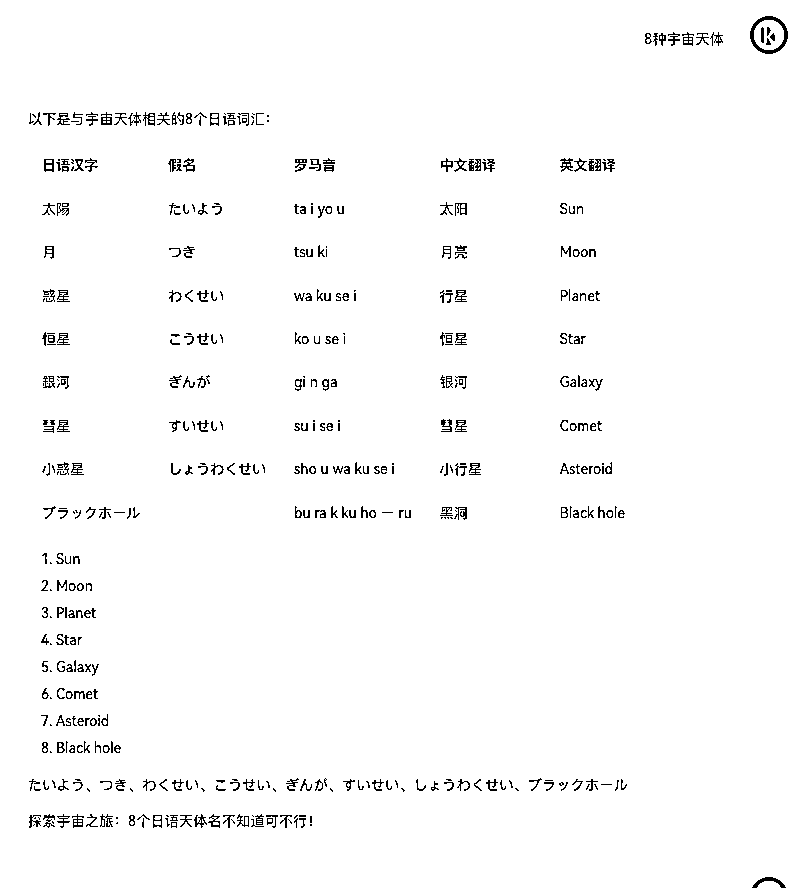 8种宇宙天体
以下是与宇宙天体相关的8个日语词汇：
日语汉字 假名 罗马音 中文翻译 英文翻译
太陽 たいよう ta i yo u 太阳 Sun
月 つき tsu ki 月亮 Moon
惑星 わくせい wa ku se i 行星 Planet
恒星 こうせい ko u se i 恒星 Star
銀河 ぎんが gi n ga 银河 Galaxy
彗星 すいせい su i se i 彗星 Comet
小惑星 しょうわくせい sho u wa ku se i 小行星 Asteroid
ブラックホール bu ra k ku ho ー ru 黑洞 Black hole
1. Sun
2. Moon
3. Planet
4. Star
5. Galaxy
6. Comet
7. Asteroid
8. Black hole
たいよう、つき、わくせい、こうせい、ぎんが、すいせい、しょうわくせい、ブラックホール
探索宇宙之旅：8个日语天体名不知道可不行！